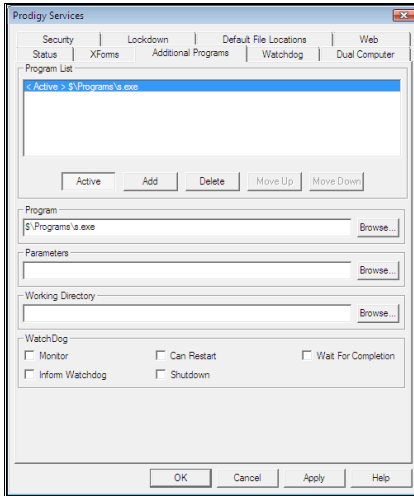 Prodigy Services
Security Lockdown Default File Locations Web
Status XForms Additional Programs Watchdog Dual Computer
Program List
< Active > $\Programs\s.exe
Active Add Delete Move Up Move Down
Program
$\Programs\s.exe Browse...
Parameters
Working Directory
Browse...
WatchDog
Monitor Can Restart Wait For Completion
Inform Watchdog Shutdown
OK Cancel Apply Help